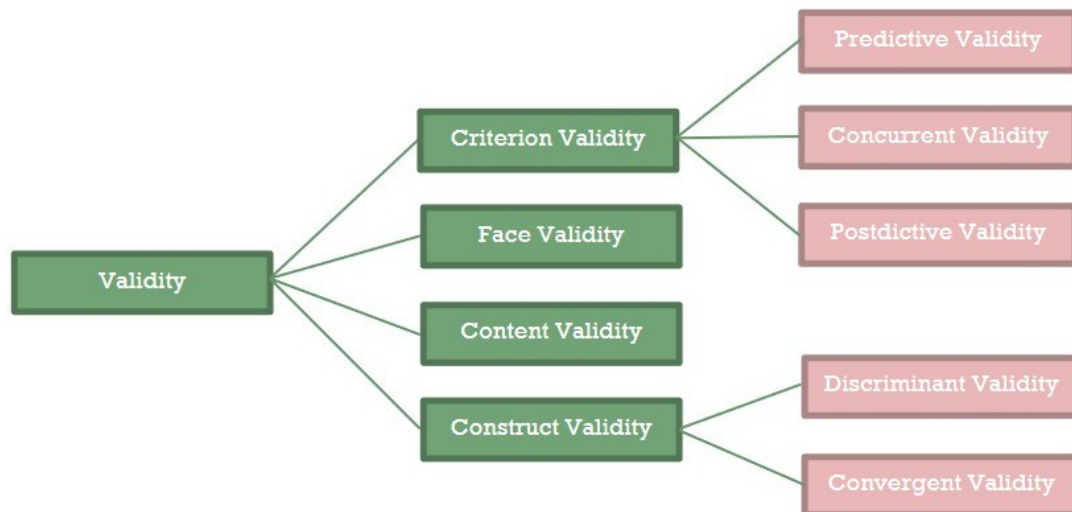 Validity
Criterion Validity
Face Validity
Content Validity
Construct Validity
Predictive Validity
Concurrent Validity
Postdictive Validity
Discriminant Validity
Convergent Validity